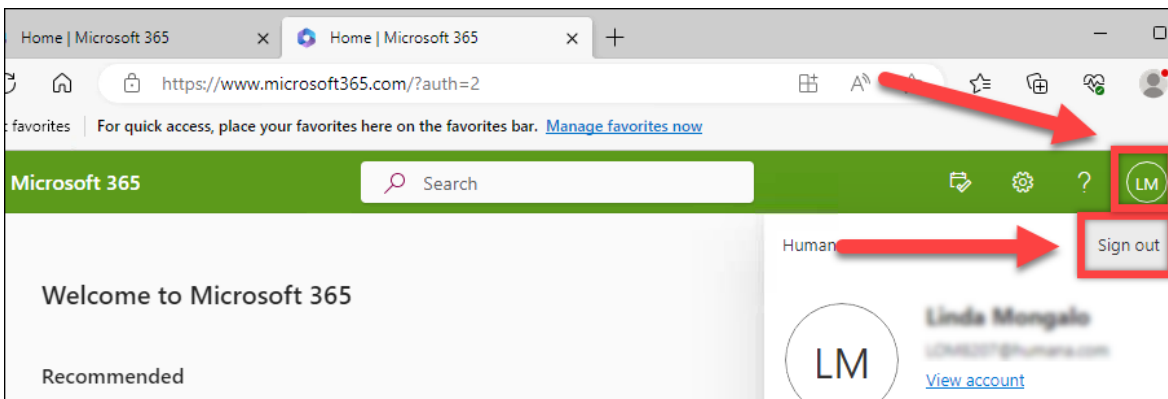 Home | Microsoft 365
Home | Microsoft 365
https://www.microsoft365.com/?auth=2
favorites
For quick access, place your favorites here on the favorites bar. Manage favorites now
Microsoft 365
Search
?
LM
Human
Sign out
Welcome to Microsoft 365
LM
View account
Recommended